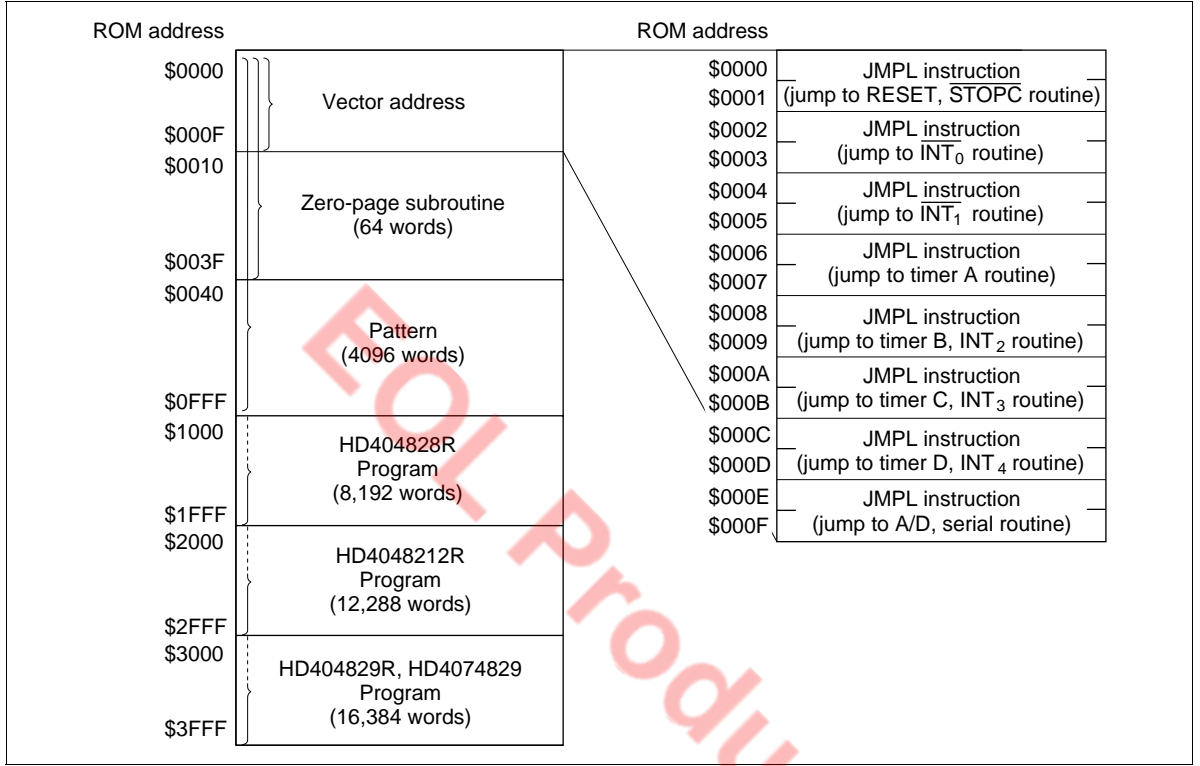 ROM address
$0000
Vector address
$000F
$0010
Zero-page subroutine
(64 words)
$003F
$0040
Pattern
(4096 words)
$0FFF
$1000
HD404828R
Program
(8,192 words)
$1FFF
$2000
HD4048212R
Program
(12,288 words)
$2FFF
$3000
HD404829R, HD4074829
Program
(16,384 words)
$3FFF
ROM address
$0000
JMPL instruction
$0001
(jump to RESET, STOPC routine)
$0002
JMPL instruction
$0003
(jump to INT0 routine)
$0004
JMPL instruction
$0005
(jump to INT1 routine)
$0006
JMPL instruction
$0007
(jump to timer A routine)
$0008
JMPL instruction
$0009
(jump to timer B, INT2 routine)
$000A
JMPL instruction
$000B
(jump to timer C, INT3 routine)
$000C
JMPL instruction
$000D
(jump to timer D, INT4 routine)
$000E
JMPL instruction
$000F
(jump to A/D, serial routine)
EOL Produ